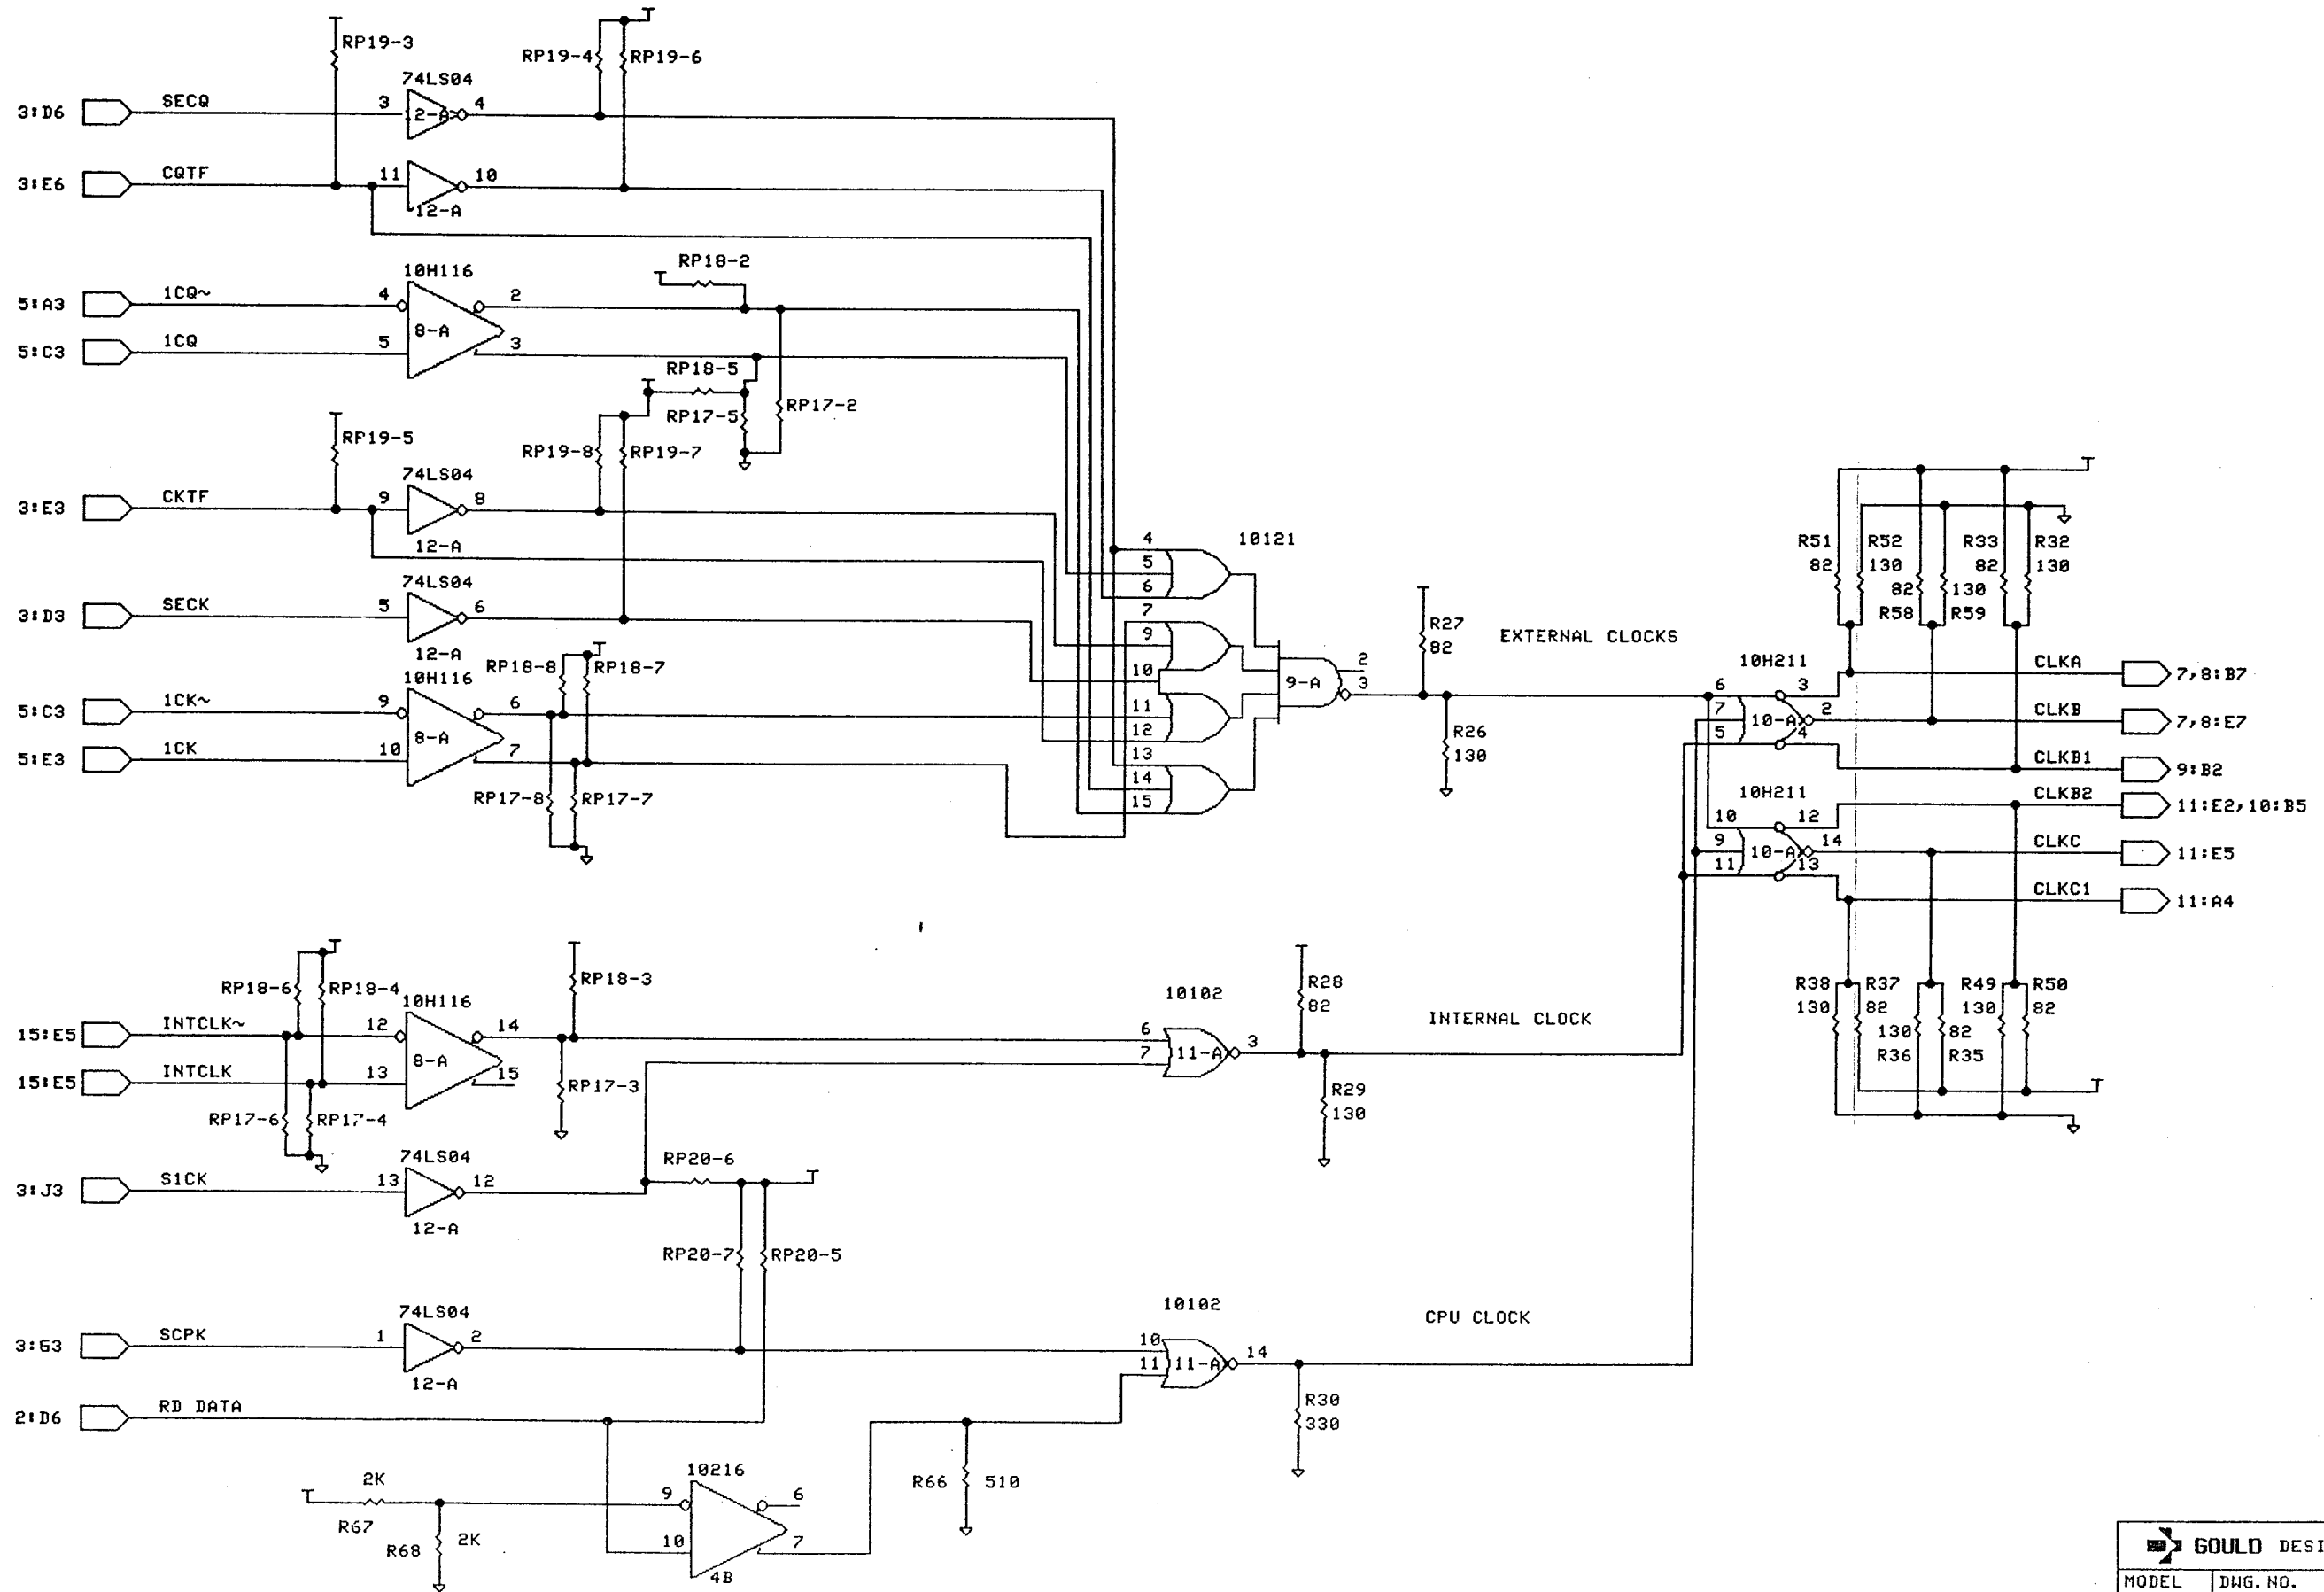 RP19-3
RP19-4
RP19-6
74LS04
3:D6
SECQ
3
2-A
4
3:E6
CQTF
11
10
12-A
RP18-2
10H116
5:A3
1CQ~
4
2
8-A
5:C3
1CQ
5
3
RP18-5
RP17-5
RP17-2
RP19-5
RP19-8
RP19-7
74LS04
3:E3
CKTF
9
8
12-A
74LS04
3:D3
SECK
5
6
12-A
RP18-8
RP18-7
10H116
5:C3
1CK~
9
6
8-A
5:E3
1CK
10
7
RP17-8
RP17-7
10121
4
5
6
7
9
10
11
12
13
14
15
9-A
2
3
R27
82
R26
130
EXTERNAL CLOCKS
R51
82
R52
130
82
R58
130
R59
R33
82
R32
130
10H211
6
7
5
10-A
3
2
4
CLKA
7,8:B7
CLKB
7,8:E7
CLKB1
9:B2
10H211
10
9
11
10-A
12
14
13
CLKB2
11:E2,10:B5
CLKC
11:E5
CLKC1
11:A4
R38
130
R37
82
130
R36
82
R35
R49
130
R50
82
RP18-6
RP18-4
10H116
RP18-3
15:E5
INTCLK~
12
14
8-A
15:E5
INTCLK
13
15
RP17-6
RP17-4
RP17-3
10102
6
7
11-A
3
R28
82
R29
130
INTERNAL CLOCK
74LS04
3:J3
S1CK
13
12
12-A
RP20-6
RP20-7
RP20-5
74LS04
3:G3
SCPK
1
2
12-A
10102
10
11
11-A
14
R30
330
CPU CLOCK
2:D6
RD DATA
2K
R67
R68
2K
10216
9
6
10
7
4B
R66
510
GOULD DESI
MODEL
DWG. NO.